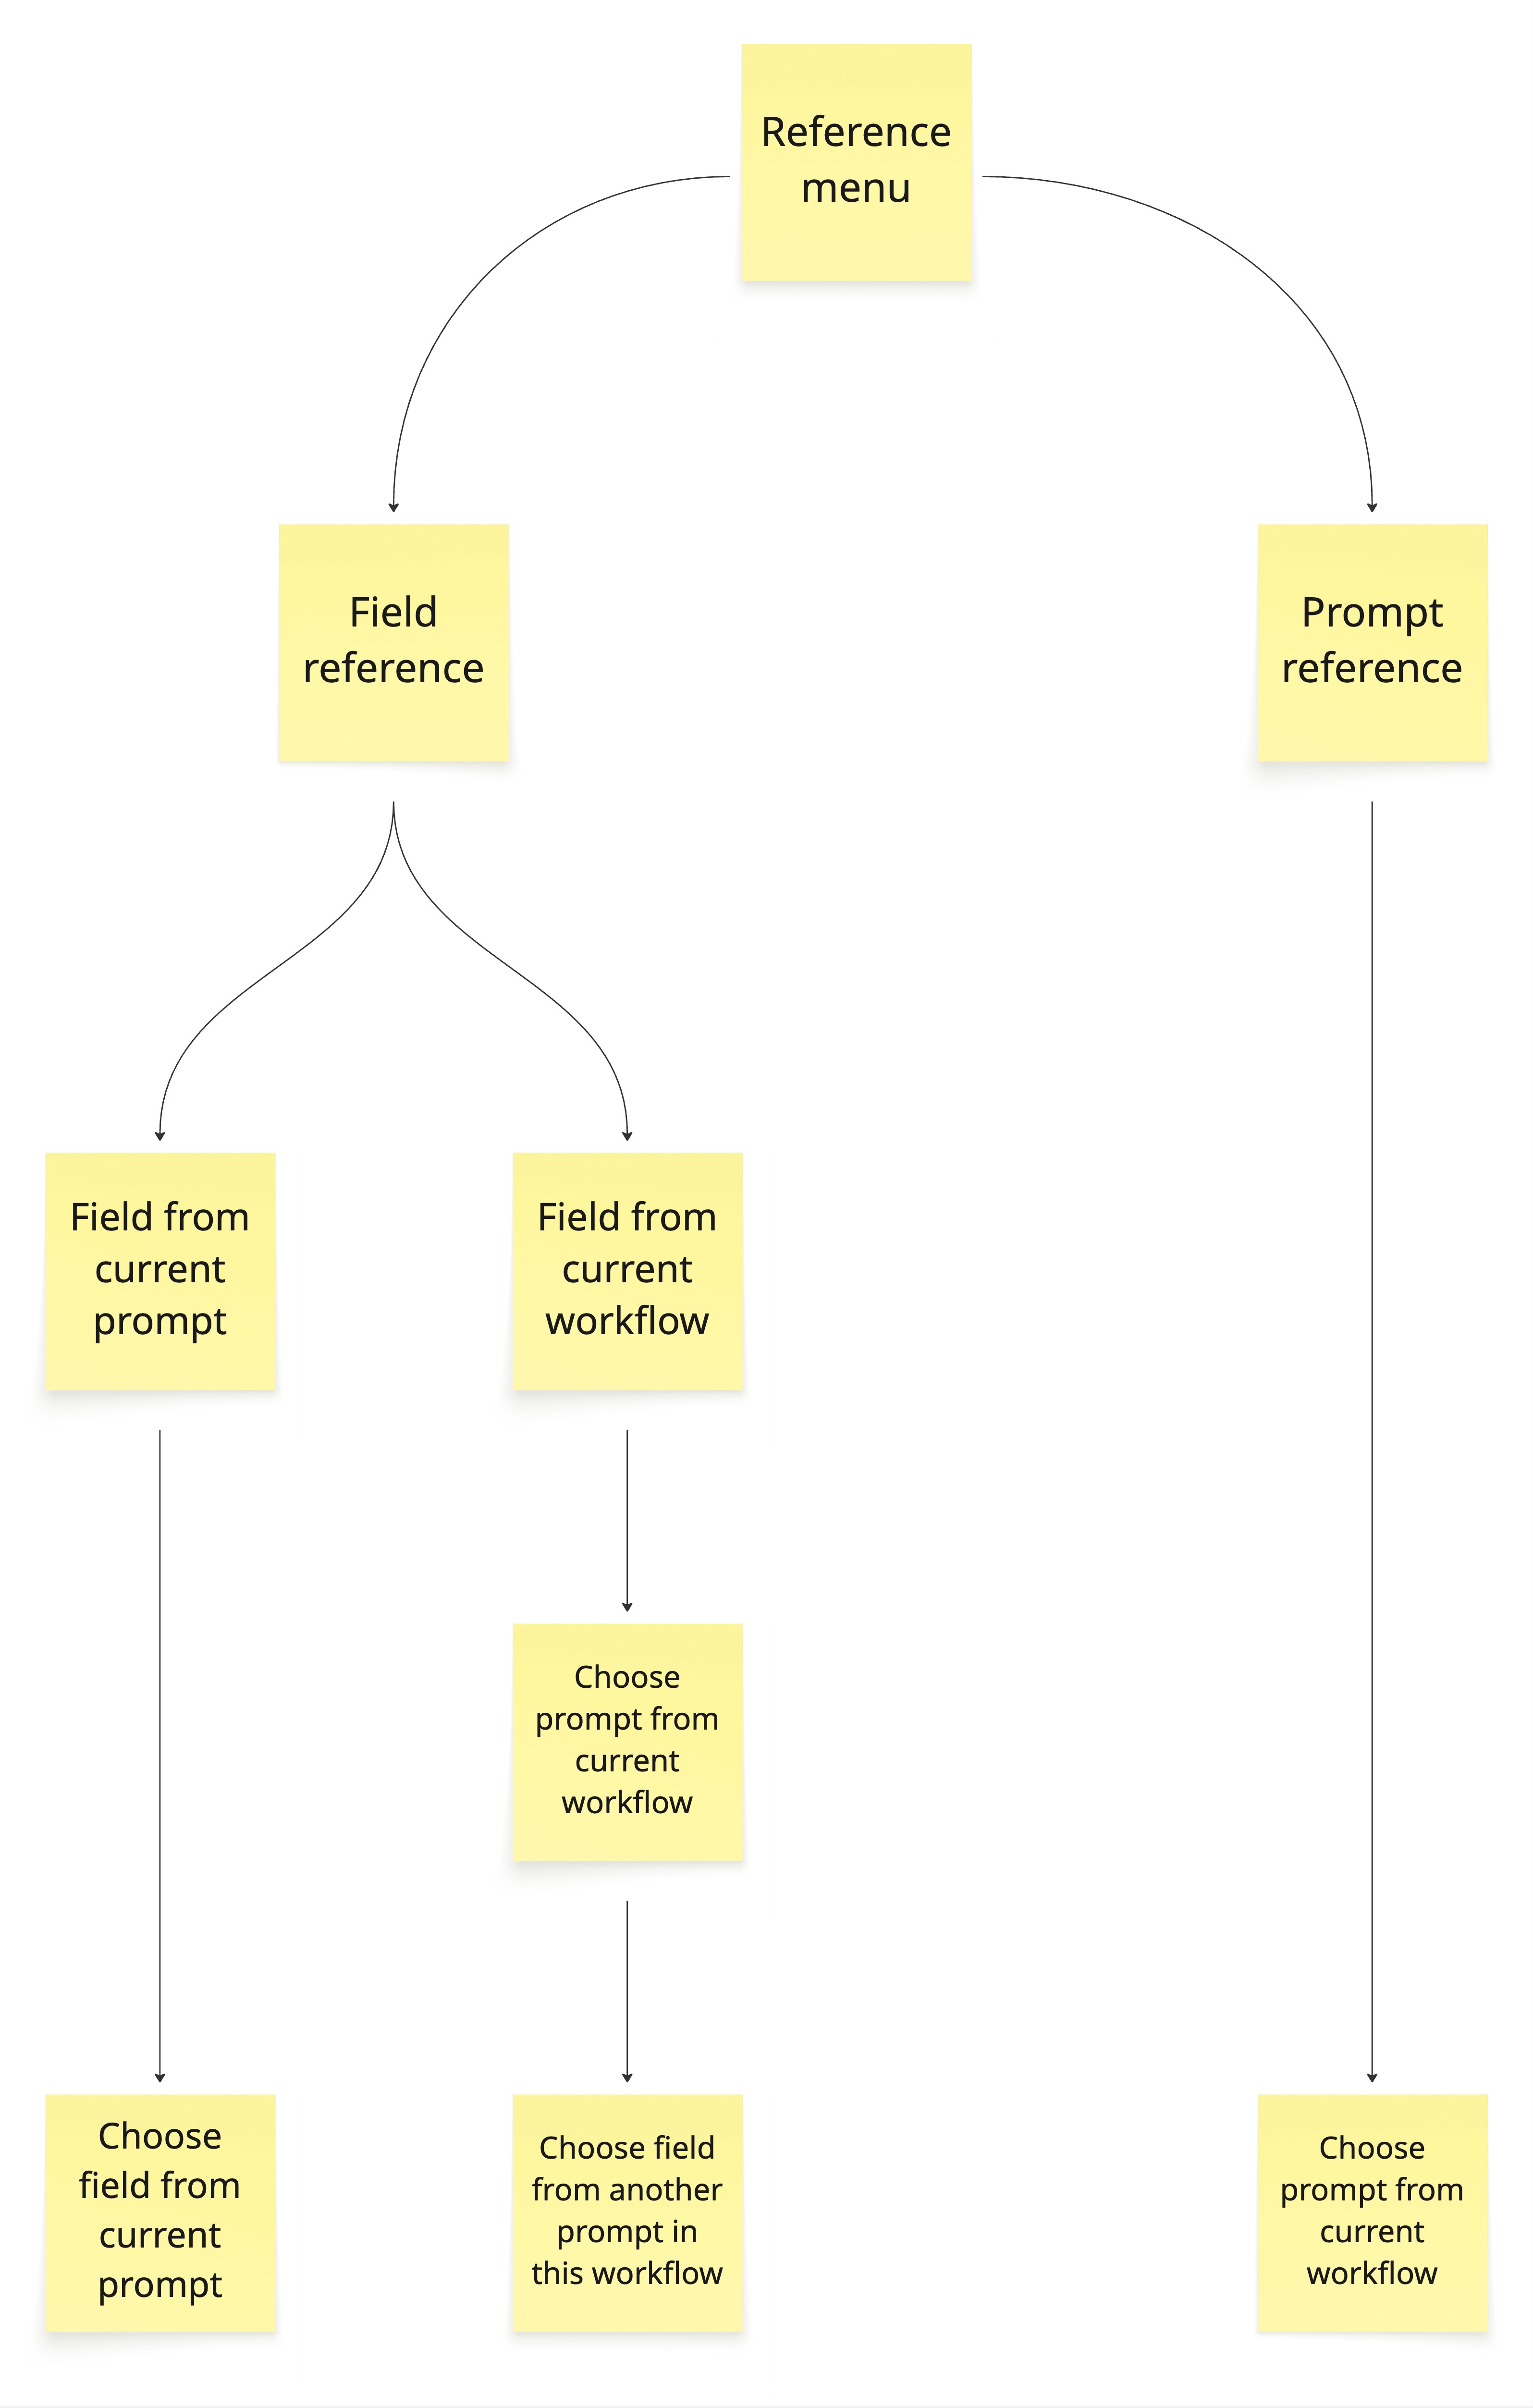 Reference
menu
Field
reference
Prompt
reference
Field from
current
prompt
Field from
current
workflow
Choose
prompt from
current
workflow
Choose
field from
current
prompt
Choose field
from another
prompt in
this workflow
Choose
prompt from
current
workflow